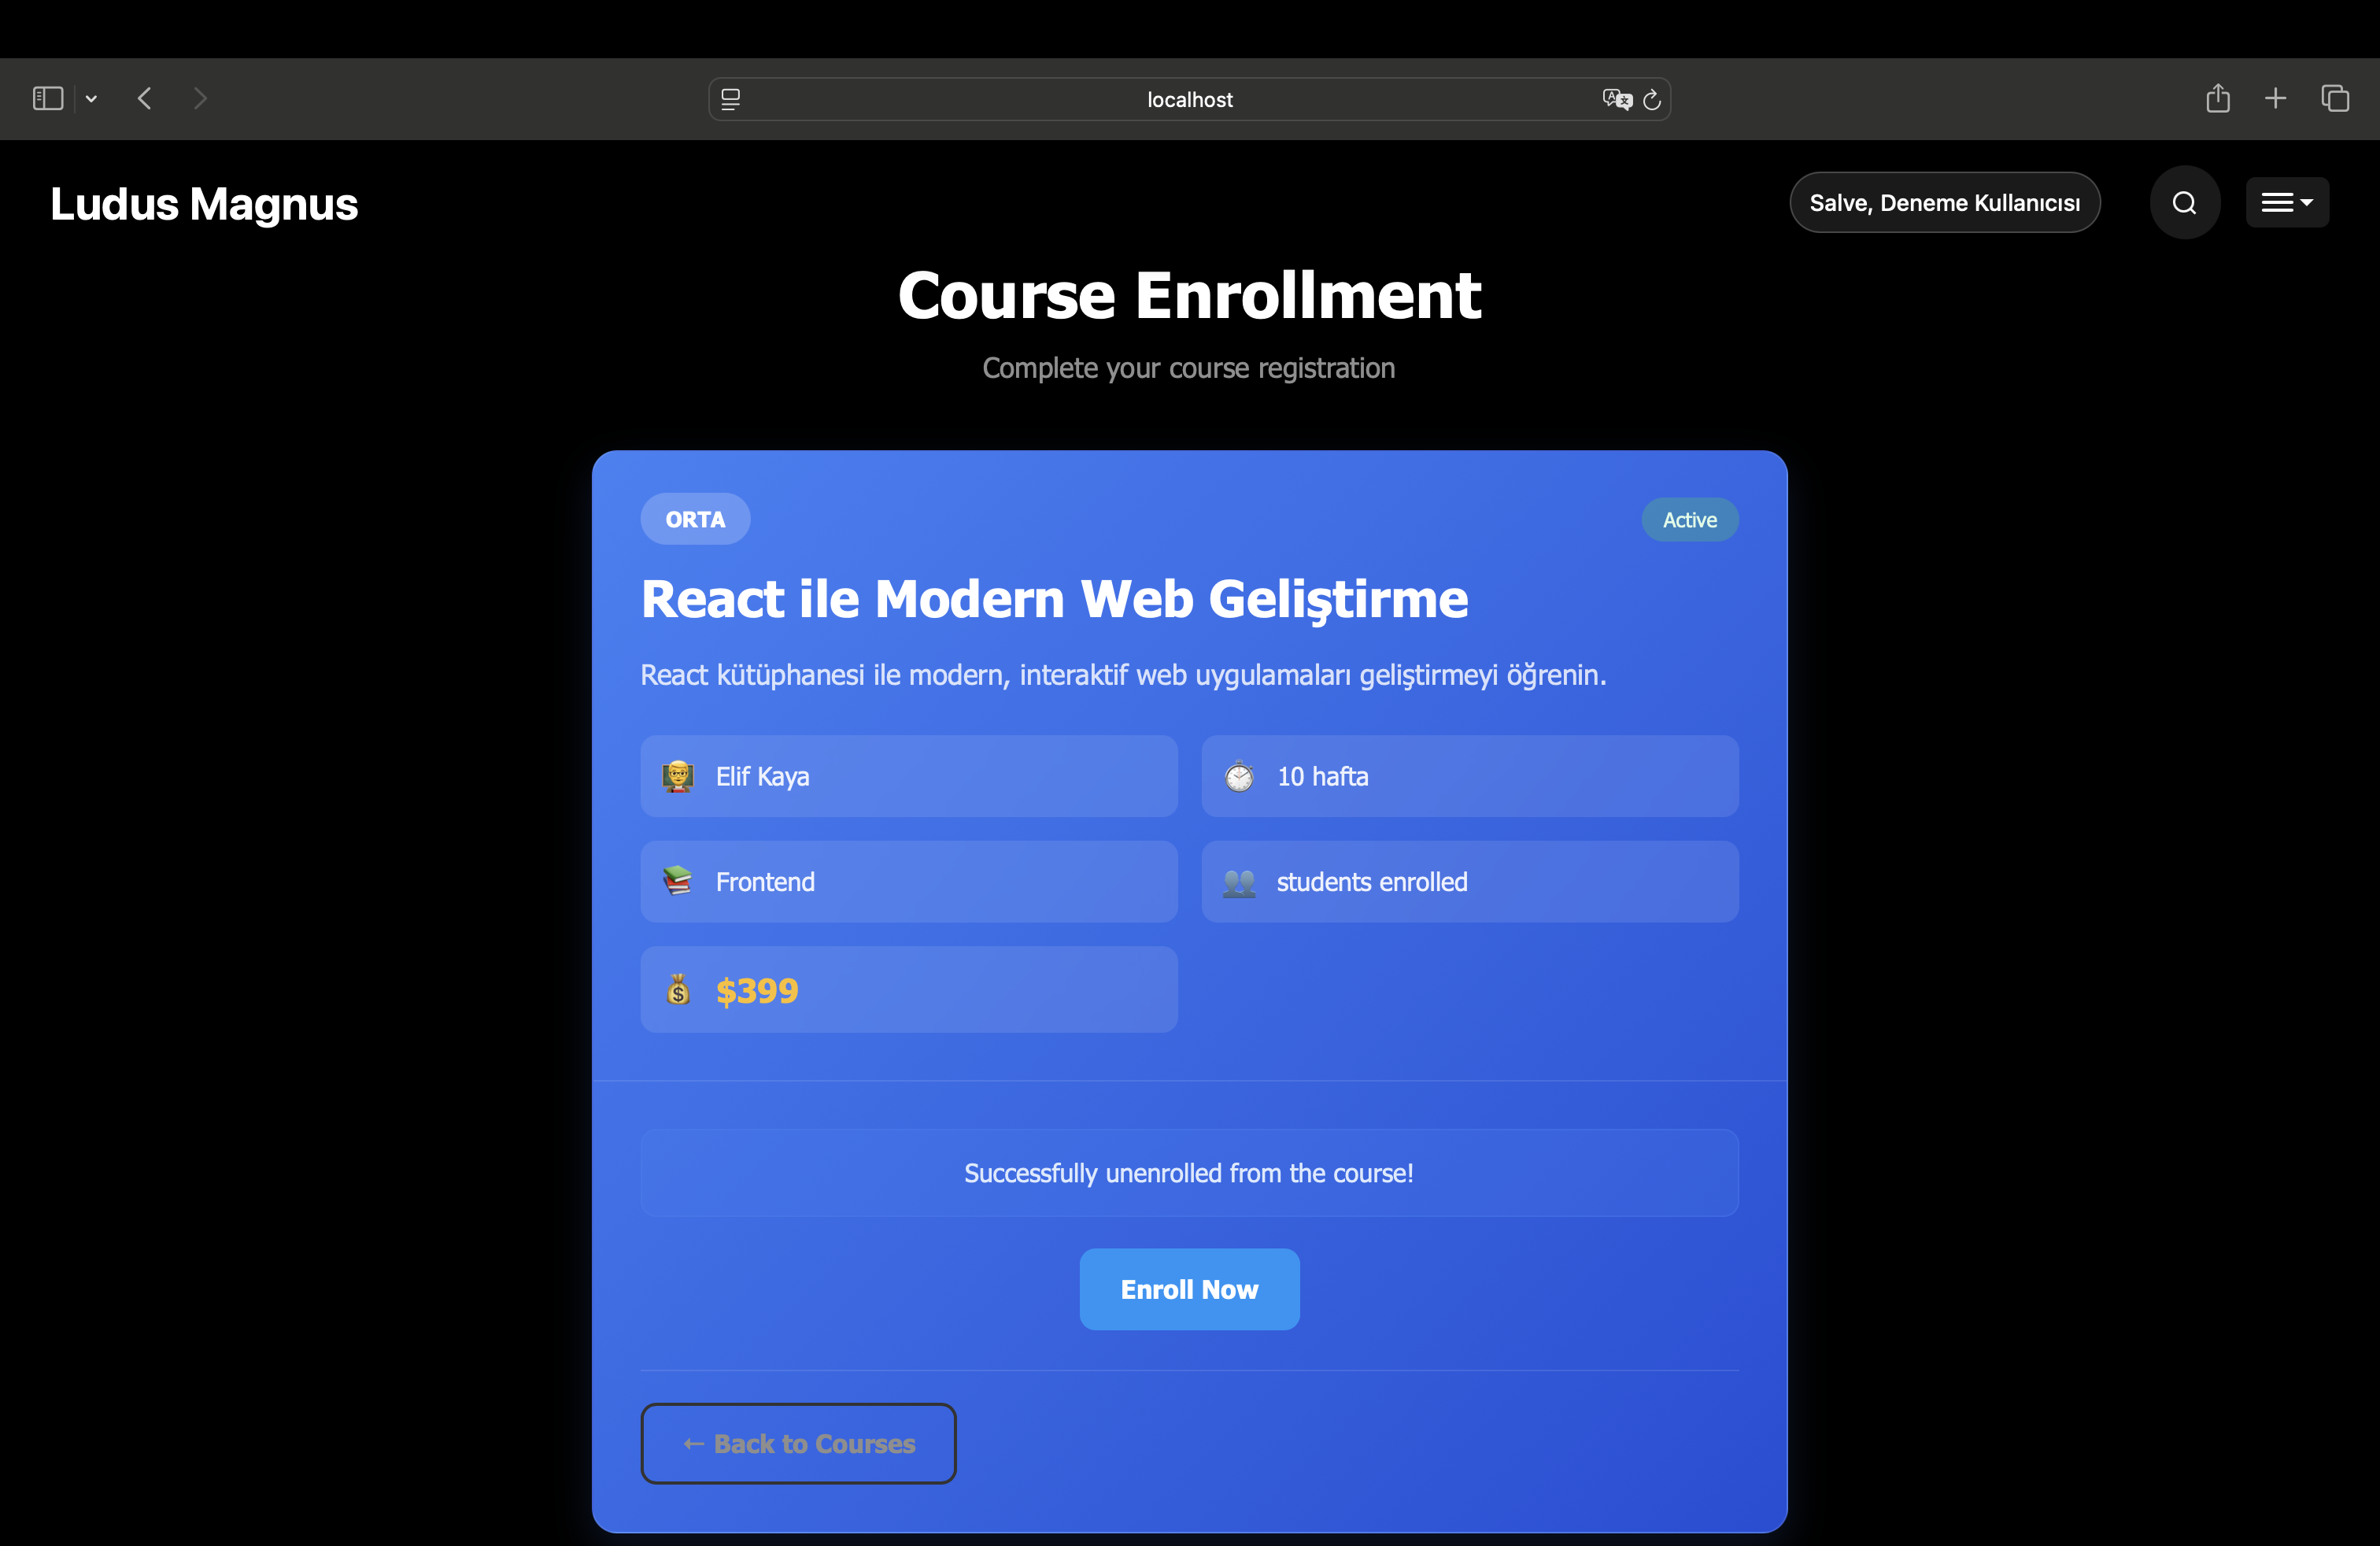 localhost
Ludus Magnus
Salve, Deneme Kullanıcısı
Course Enrollment
Complete your course registration
ORTA
Active
React ile Modern Web Geliştirme
React kütüphanesi ile modern, interaktif web uygulamaları geliştirmeyi öğrenin.
Elif Kaya
10 hafta
Frontend
students enrolled
$399
Successfully unenrolled from the course!
Enroll Now
← Back to Courses